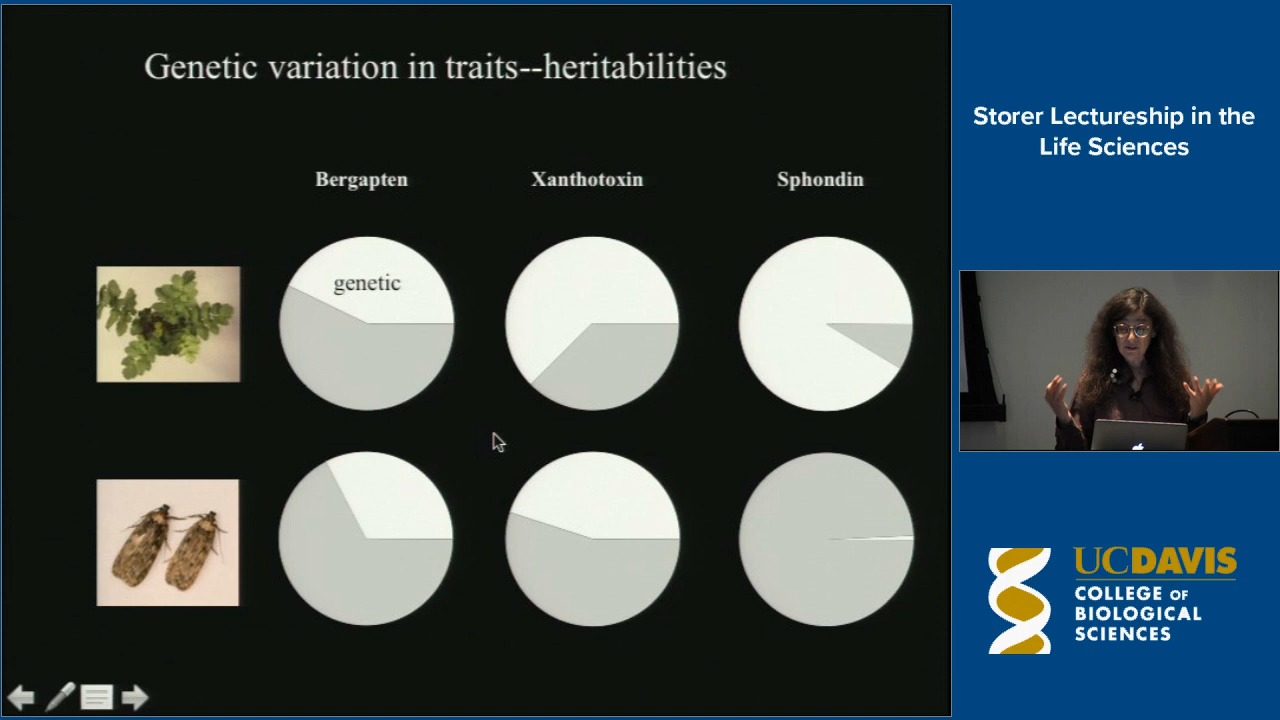 Genetic variation in traits--heritabilities
Bergapten
Xanthotoxin
Sphondin
genetic
Storer Lectureship in the
Life Sciences
UCDAVIS
COLLEGE OF
BIOLOGICAL
SCIENCES